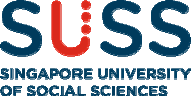 SUSS
SINGAPORE UNIVERSITY
OF SOCIAL SCIENCES